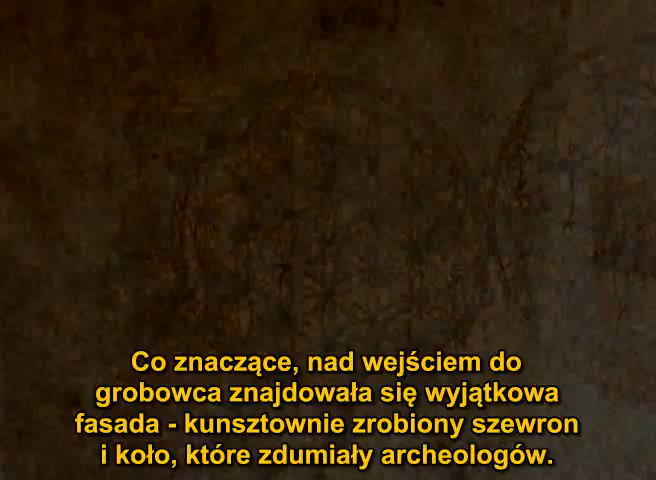 Co znaczące, nad wejściem do
grobowca znajdowała się wyjątkowa
fasada - kunsztownie zrobiony szewron
i koło, które zdumiały archeologów.